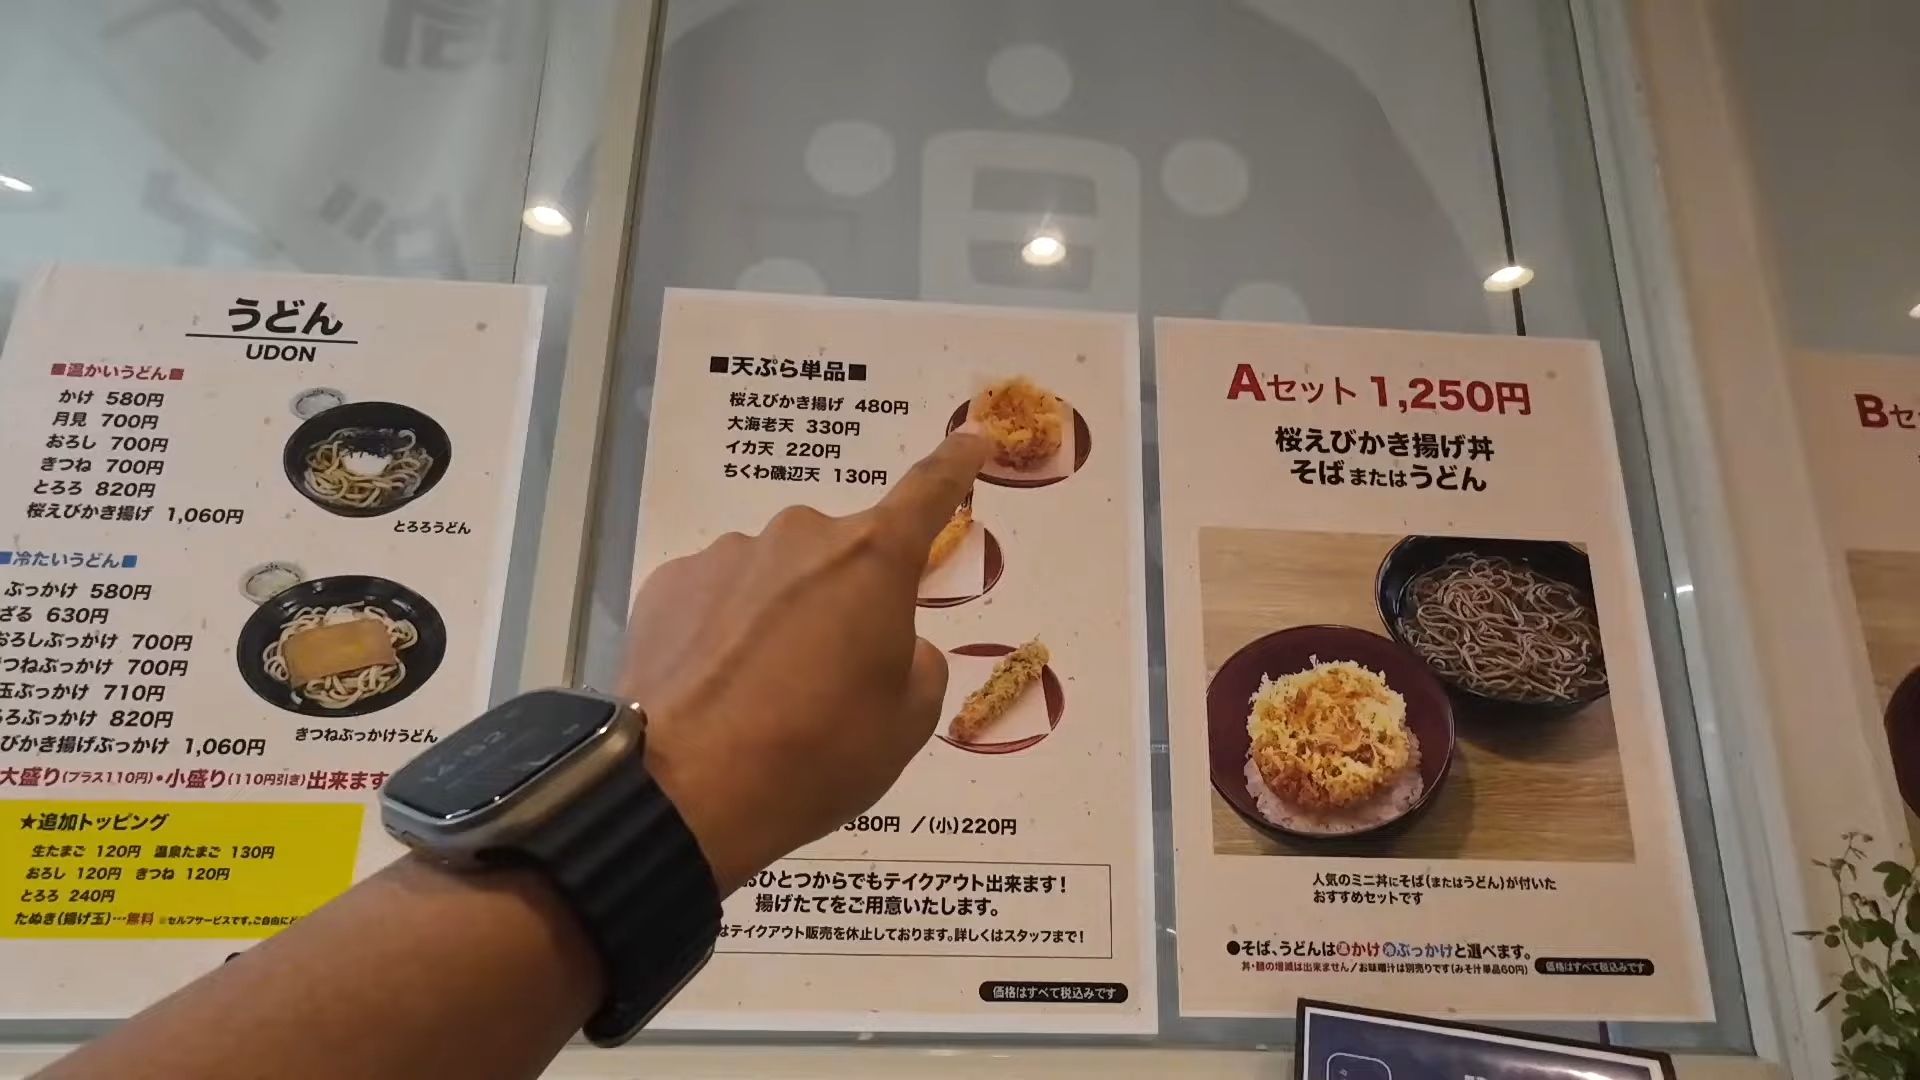 うどん
UDON
■温かいうどん■
かけ 580円
月見 700円
おろし 700円
きつね 700円
とろろ 820円
桜えびかき揚げ 1,060円
とろろうどん
■冷たいうどん■
ぶっかけ 580円
ざる 630円
おろしぶっかけ 700円
つねぶっかけ 700円
玉ぶっかけ 710円
ろぶっかけ 820円
びかき揚げぶっかけ 1,060円
きつねぶっかけうどん
大盛り(プラス110円)・小盛り(110円引き)出来ます
★追加トッピング
生たまご 120円 温泉たまご 130円
おろし 120円 きつね 120円
とろろ 240円
たぬき(揚げ玉)…無料 ※セルフサービスです。ご自由に
■天ぷら単品■
桜えびかき揚げ 480円
大海老天 330円
イカ天 220円
ちくわ磯辺天 130円
380円 /(小)220円
おひとつからでもテイクアウト出来ます!
揚げたてをご用意いたします。
はテイクアウト販売を休止しております。詳しくはスタッフまで!
価格はすべて税込みです
Aセット 1,250円
桜えびかき揚げ丼
そばまたはうどん
人気のミニ丼にそば(またはうどん)が付いた
おすすめセットです
●そば、うどんは温かけ冷ぶっかけと選べます。
丼・麺の増減は出来ません/お味噌汁は別売りです(みそ汁単品60円)
価格はすべて税込みです
Bセ